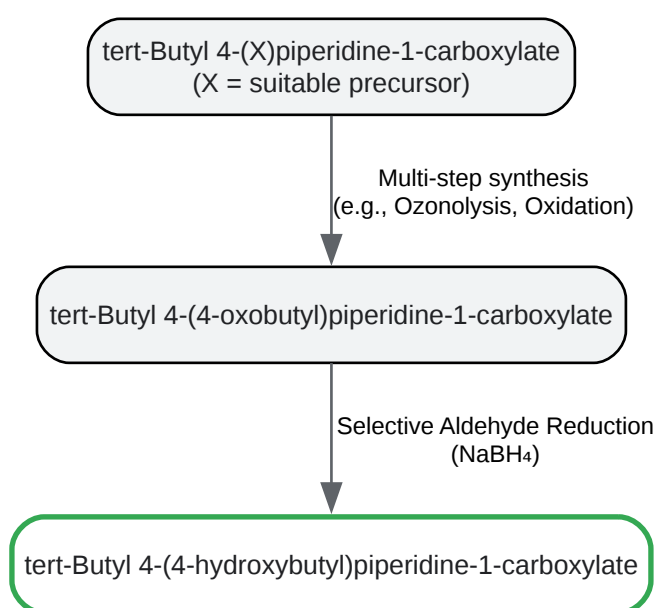 tert-Butyl 4-(X)piperidine-1-carboxylate
(X = suitable precursor)
Multi-step synthesis
(e.g., Ozonolysis, Oxidation)
tert-Butyl 4-(4-oxobutyl)piperidine-1-carboxylate
Selective Aldehyde Reduction
(NaBH₄)
tert-Butyl 4-(4-hydroxybutyl)piperidine-1-carboxylate